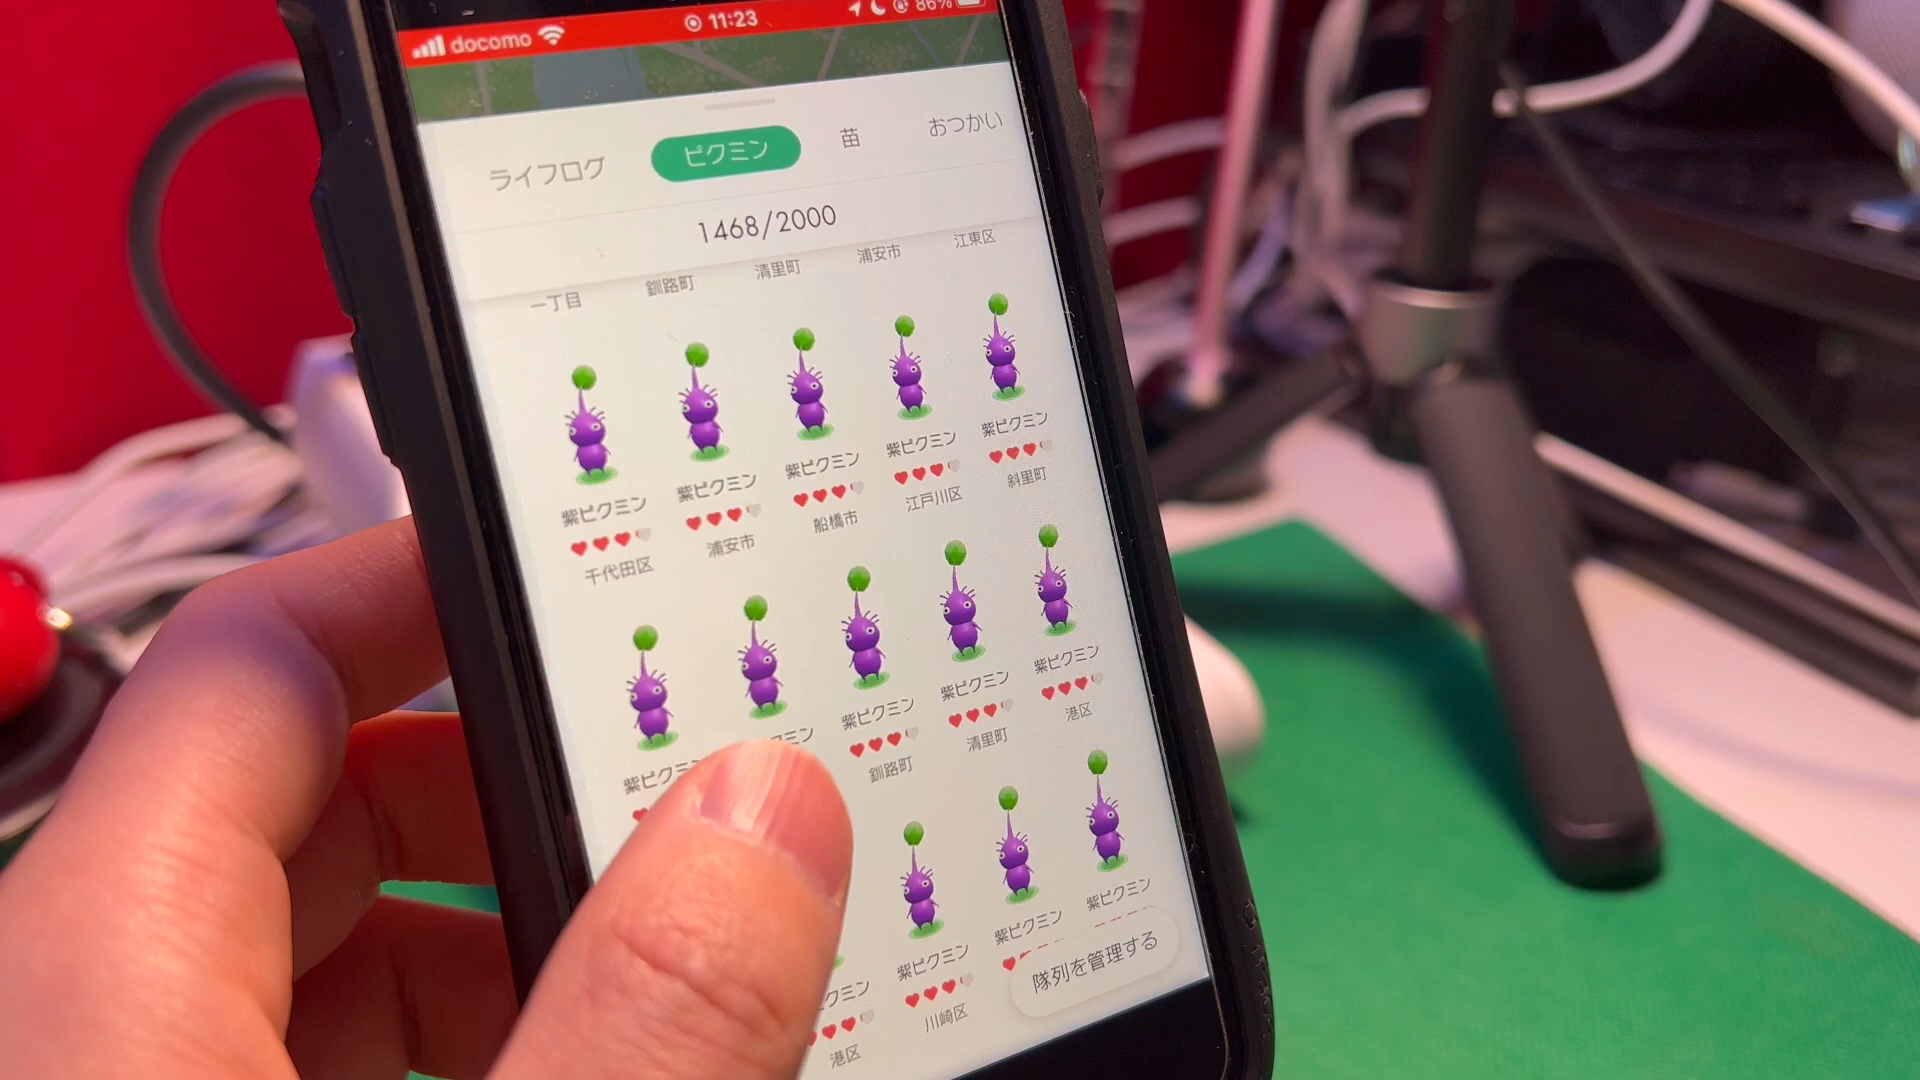 docomo 11:23 86%
ライフログ ピクミン 苗 おつかい
1468/2000
一丁目 釧路町 清里町 浦安市 江東区
紫ピクミン 紫ピクミン 紫ピクミン 紫ピクミン 紫ピクミン
千代田区 浦安市 船橋市 江戸川区 斜里町
紫ピクミン 紫ピクミン 紫ピクミン 紫ピクミン
釧路町 清里町 港区
紫ピクミン 紫ピクミン 紫ピクミン
港区 川崎区
隊列を管理する